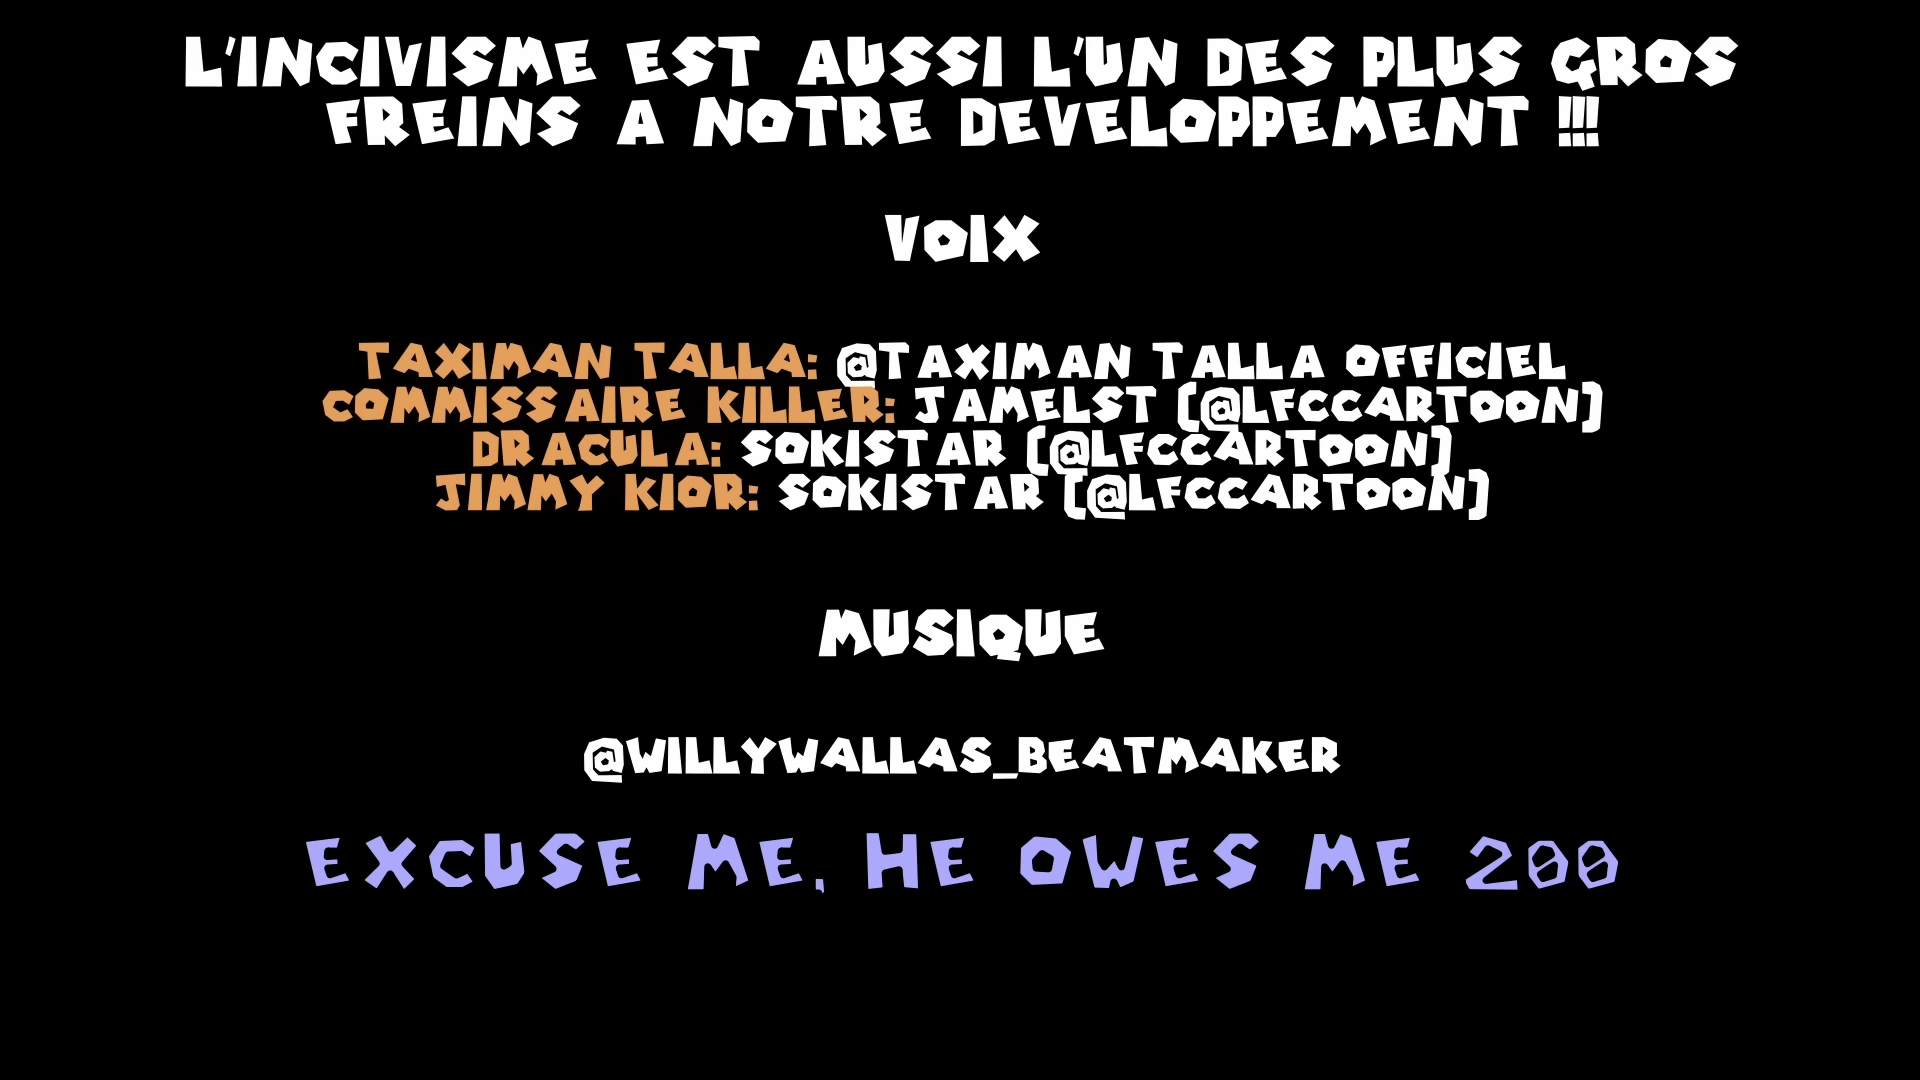 L'INCIVISME EST AUSSI L'UN DES PLUS GROS
FREINS A NOTRE DEVELOPPEMENT !!!
VOIX
TAXIMAN TALLA: @TAXIMAN TALLA OFFICIEL
COMMISSAIRE KILLER: JAMELST (@LFCCARTOON)
DRACULA: SOKISTAR (@LFCCARTOON)
JIMMY KIOR: SOKISTAR (@LFCCARTOON)
MUSIQUE
@WILLYWALLAS_BEATMAKER
EXCUSE ME, HE OWES ME 200